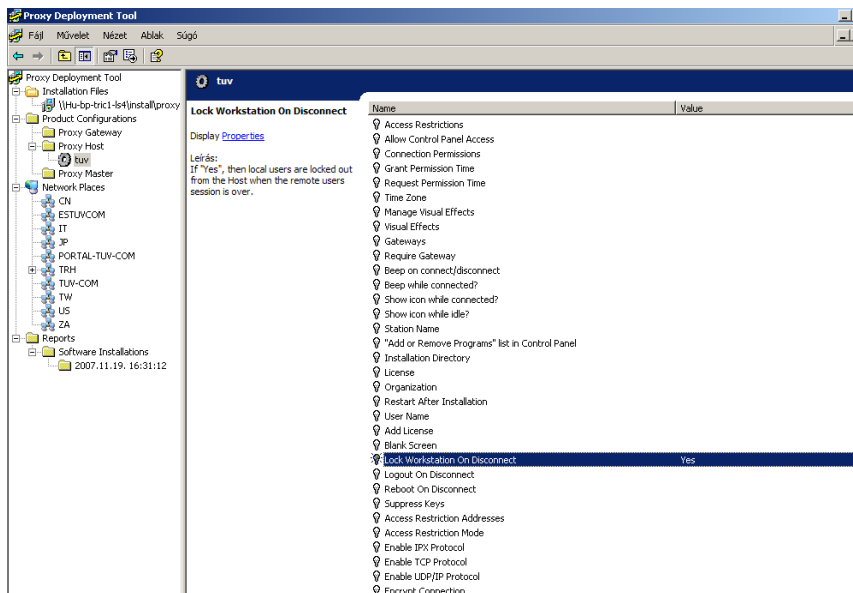 Proxy Deployment Tool
Fájl Művelet Nézet Ablak Súgó
Proxy Deployment Tool
Installation Files
\\Hu-bp-tric1-ls4\install\proxy
Product Configurations
Proxy Gateway
Proxy Host
tuv
Proxy Master
Network Places
CN
ESTUVCOM
IT
JP
PORTAL-TUV-COM
TRH
TUV-COM
TW
US
ZA
Reports
Software Installations
2007.11.19. 16:31:12
tuv
Lock Workstation On Disconnect
Display Properties
Leírás:
If "Yes", then local users are locked out
from the Host when the remote users
session is over.
Name Value
Access Restrictions
Allow Control Panel Access
Connection Permissions
Grant Permission Time
Request Permission Time
Time Zone
Manage Visual Effects
Visual Effects
Gateways
Require Gateway
Beep on connect/disconnect
Beep while connected?
Show icon while connected?
Show icon while idle?
Station Name
"Add or Remove Programs" list in Control Panel
Installation Directory
License
Organization
Restart After Installation
User Name
Add License
Blank Screen
Lock Workstation On Disconnect Yes
Logout On Disconnect
Reboot On Disconnect
Suppress Keys
Access Restriction Addresses
Access Restriction Mode
Enable IPX Protocol
Enable TCP Protocol
Enable UDP/IP Protocol
Encrypt Connection